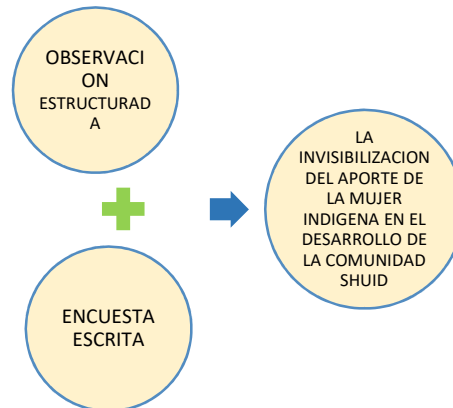 OBSERVACI
ON
ESTRUCTURAD
A
ENCUESTA
ESCRITA
LA
INVISIBILIZACION
DEL APORTE DE
LA MUJER
INDIGENA EN EL
DESARROLLO DE
LA COMUNIDAD
SHUID